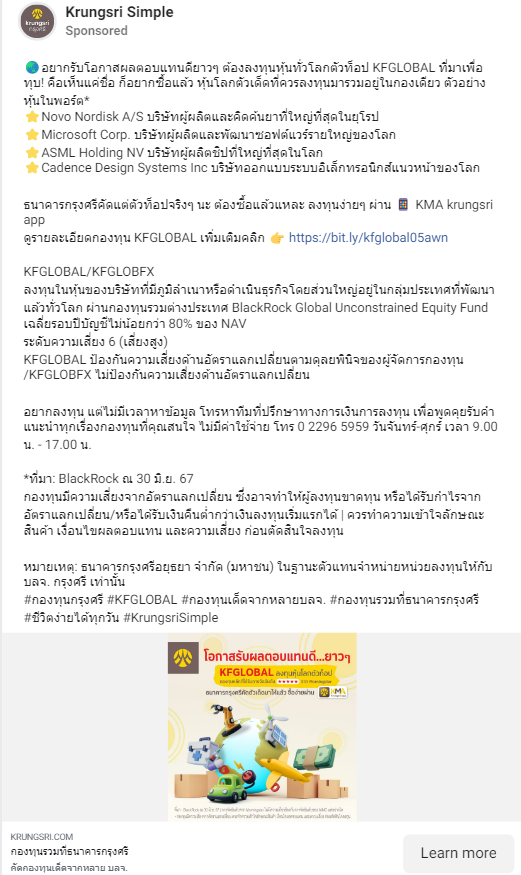 Krungsri Simple
Sponsored
🌏 อยากรับโอกาสผลตอบแทนดียาวๆ ต้องลงทุนหุ้นทั่วโลกตัวท็อป KFGLOBAL ที่มาเพื่อ
ทุบ! คือเห็นแค่ชื่อ ก็อยากซื้อแล้ว หุ้นโลกตัวเด็ดที่ควรลงทุนมารวมอยู่ในกองเดียว ตัวอย่าง
หุ้นในพอร์ต*
⭐ Novo Nordisk A/S บริษัทผู้ผลิตและคิดค้นยาที่ใหญ่ที่สุดในยุโรป
⭐ Microsoft Corp. บริษัทผู้ผลิตและพัฒนาซอฟต์แวร์รายใหญ่ของโลก
⭐ ASML Holding NV บริษัทผู้ผลิตชิปที่ใหญ่ที่สุดในโลก
⭐ Cadence Design Systems Inc บริษัทออกแบบระบบอิเล็กทรอนิกส์แนวหน้าของโลก
ธนาคารกรุงศรีคัดแต่ตัวท็อปจริงๆ นะ ต้องซื้อแล้วแหละ ลงทุนง่ายๆ ผ่าน 📱 KMA krungsri
app
ดูรายละเอียดกองทุน KFGLOBAL เพิ่มเติมคลิก 👉 https://bit.ly/kfglobal05awn
KFGLOBAL/KFGLOBFX
ลงทุนในหุ้นของบริษัทที่มีภูมิลำเนาหรือดำเนินธุรกิจโดยส่วนใหญ่อยู่ในกลุ่มประเทศที่พัฒนา
แล้วทั่วโลก ผ่านกองทุนรวมต่างประเทศ BlackRock Global Unconstrained Equity Fund
เฉลี่ยรอบปีบัญชีไม่น้อยกว่า 80% ของ NAV
ระดับความเสี่ยง 6 (เสี่ยงสูง)
KFGLOBAL ป้องกันความเสี่ยงด้านอัตราแลกเปลี่ยนตามดุลยพินิจของผู้จัดการกองทุน
/KFGLOBFX ไม่ป้องกันความเสี่ยงด้านอัตราแลกเปลี่ยน
อยากลงทุน แต่ไม่มีเวลาหาข้อมูล โทรหาทีมที่ปรึกษาทางการเงินการลงทุน เพื่อพูดคุยรับคำ
แนะนำทุกเรื่องกองทุนที่คุณสนใจ ไม่มีค่าใช้จ่าย โทร 0 2296 5959 วันจันทร์-ศุกร์ เวลา 9.00
น. - 17.00 น.
*ที่มา: BlackRock ณ 30 มิ.ย. 67
กองทุนมีความเสี่ยงจากอัตราแลกเปลี่ยน ซึ่งอาจทำให้ผู้ลงทุนขาดทุน หรือได้รับกำไรจาก
อัตราแลกเปลี่ยน/หรือได้รับเงินคืนต่ำกว่าเงินลงทุนเริ่มแรกได้ | ควรทำความเข้าใจลักษณะ
สินค้า เงื่อนไขผลตอบแทน และความเสี่ยง ก่อนตัดสินใจลงทุน
หมายเหตุ: ธนาคารกรุงศรีอยุธยา จำกัด (มหาชน) ในฐานะตัวแทนจำหน่ายหน่วยลงทุนให้กับ
บลจ. กรุงศรี เท่านั้น
#กองทุนกรุงศรี #KFGLOBAL #กองทุนเด็ดจากหลายบลจ. #กองทุนรวมที่ธนาคารกรุงศรี
#ชีวิตง่ายได้ทุกวัน #KrungsriSimple
โอกาสรับผลตอบแทนดี...ยาวๆ
KFGLOBAL ลงทุนหุ้นโลกตัวท็อป
ธนาคารกรุงศรีคัดตัวเด็ดมาให้แล้ว ซื้อง่ายผ่าน
KRUNGSRI.COM
กองทุนรวมที่ธนาคารกรุงศรี
คัดกองทุนเด็ดจากหลาย บลจ.
Learn more